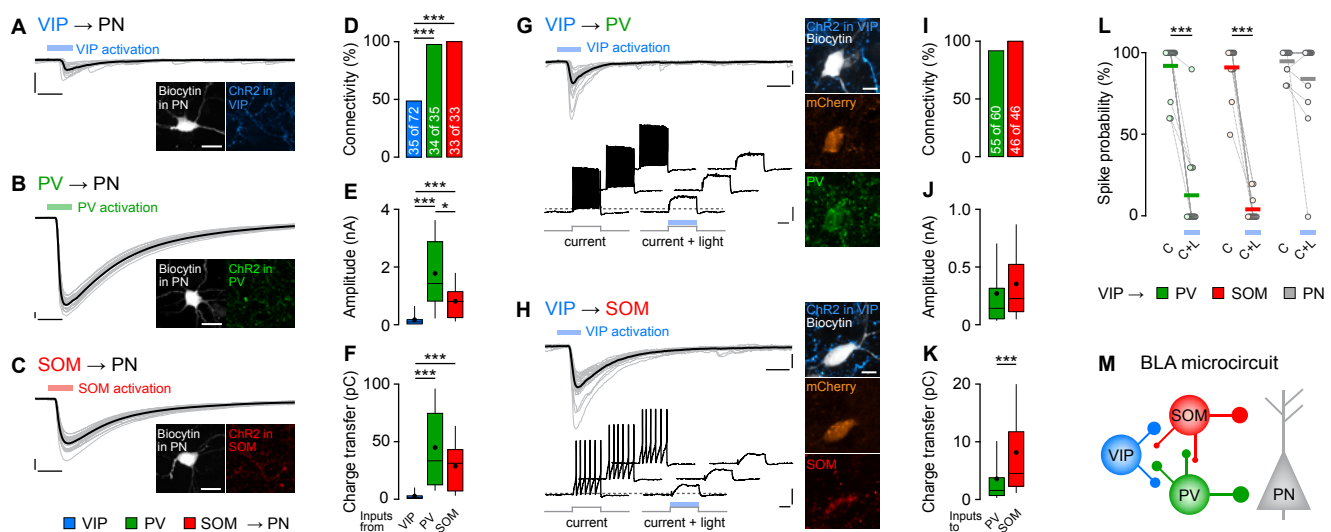 A VIP → PN
VIP activation
Biocytin
in PN
ChR2 in
VIP
B PV → PN
PV activation
Biocytin
in PN
ChR2 in
PV
C SOM → PN
SOM activation
Biocytin
in PN
ChR2 in
SOM
VIP PV SOM → PN
D
***
***
Connectivity (%)
100
50
0
35 of 72
34 of 35
33 of 33
E
***
***
*
Amplitude (nA)
4
2
0
F
***
***
Charge transfer (pC)
100
50
0
Inputs
from
VIP
PV
SOM
G VIP → PV
VIP activation
current
current + light
ChR2 in VIP
Biocytin
mCherry
PV
H VIP → SOM
VIP activation
current
current + light
ChR2 in VIP
Biocytin
mCherry
SOM
I
Connectivity (%)
100
50
0
55 of 60
46 of 46
J
Amplitude (nA)
1.0
0.5
0
K
***
Charge transfer (pC)
20
10
0
Inputs
to
PV
SOM
L
***
***
Spike probability (%)
100
50
0
C
C+L
C
C+L
C
C+L
VIP → PV SOM PN
M BLA microcircuit
SOM
VIP
PV
PN